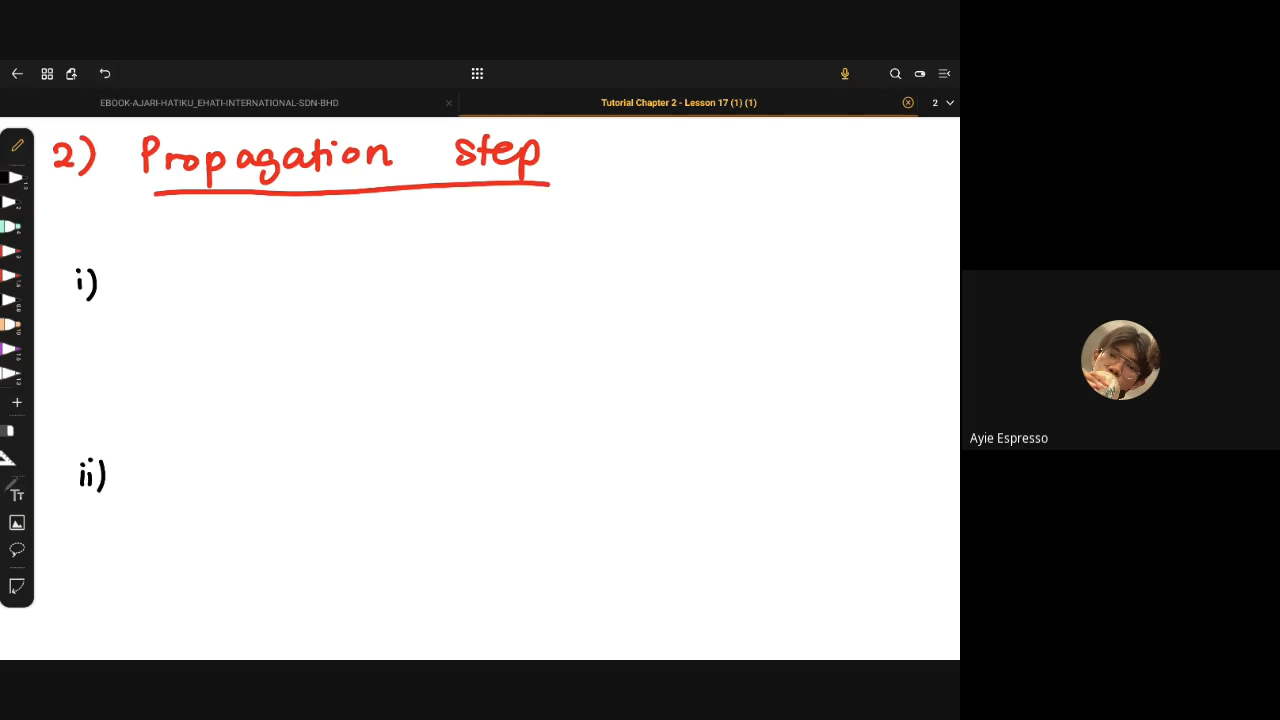 EBOOK-AJARI-HATIKU_EHATI-INTERNATIONAL-SDN-BHD
Tutorial Chapter 2 - Lesson 17 (1) (1)
2
2) Propagation step
i)
ii)
Tт
Ayie Espresso